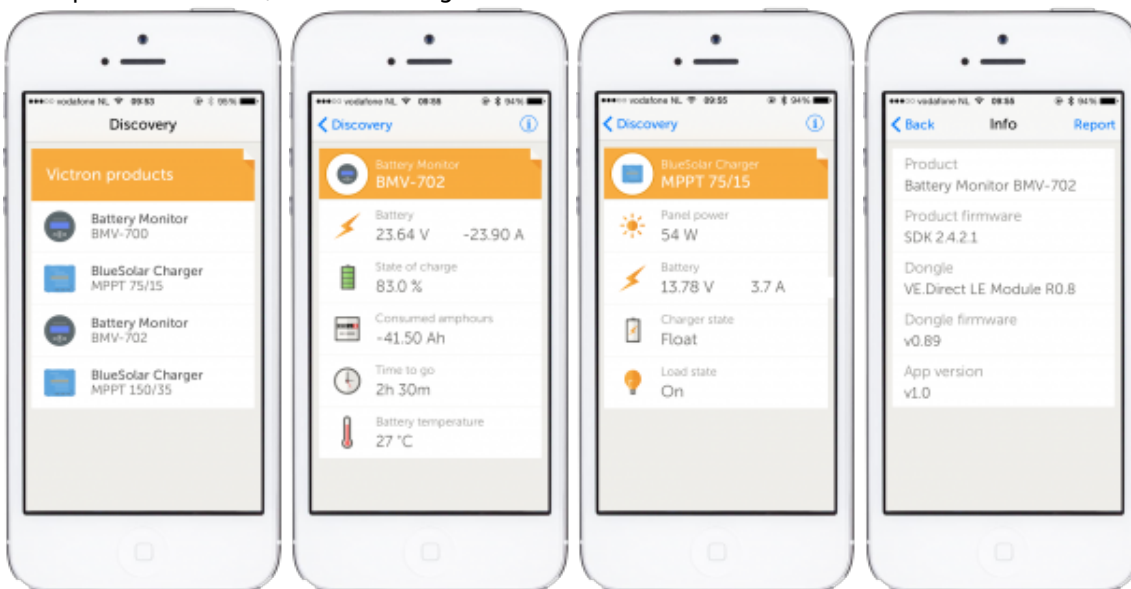 vodafone NL 09:53 95%
Discovery
Victron products
Battery Monitor
BMV-700
BlueSolar Charger
MPPT 75/15
Battery Monitor
BMV-702
BlueSolar Charger
MPPT 150/35
vodafone NL 09:55 94%
Discovery
Battery Monitor
BMV-702
Battery
23.64 V -23.90 A
State of charge
83.0 %
Consumed amphours
-41.50 Ah
Time to go
2h 30m
Battery temperature
27 °C
vodafone NL 09:55 94%
Discovery
BlueSolar Charger
MPPT 75/15
Panel power
54 W
Battery
13.78 V 3.7 A
Charger state
Float
Load state
On
vodafone NL 09:55 94%
Back Info Report
Product
Battery Monitor BMV-702
Product firmware
SDK 2.4.2.1
Dongle
VE.Direct LE Module R0.8
Dongle firmware
v0.89
App version
v1.0